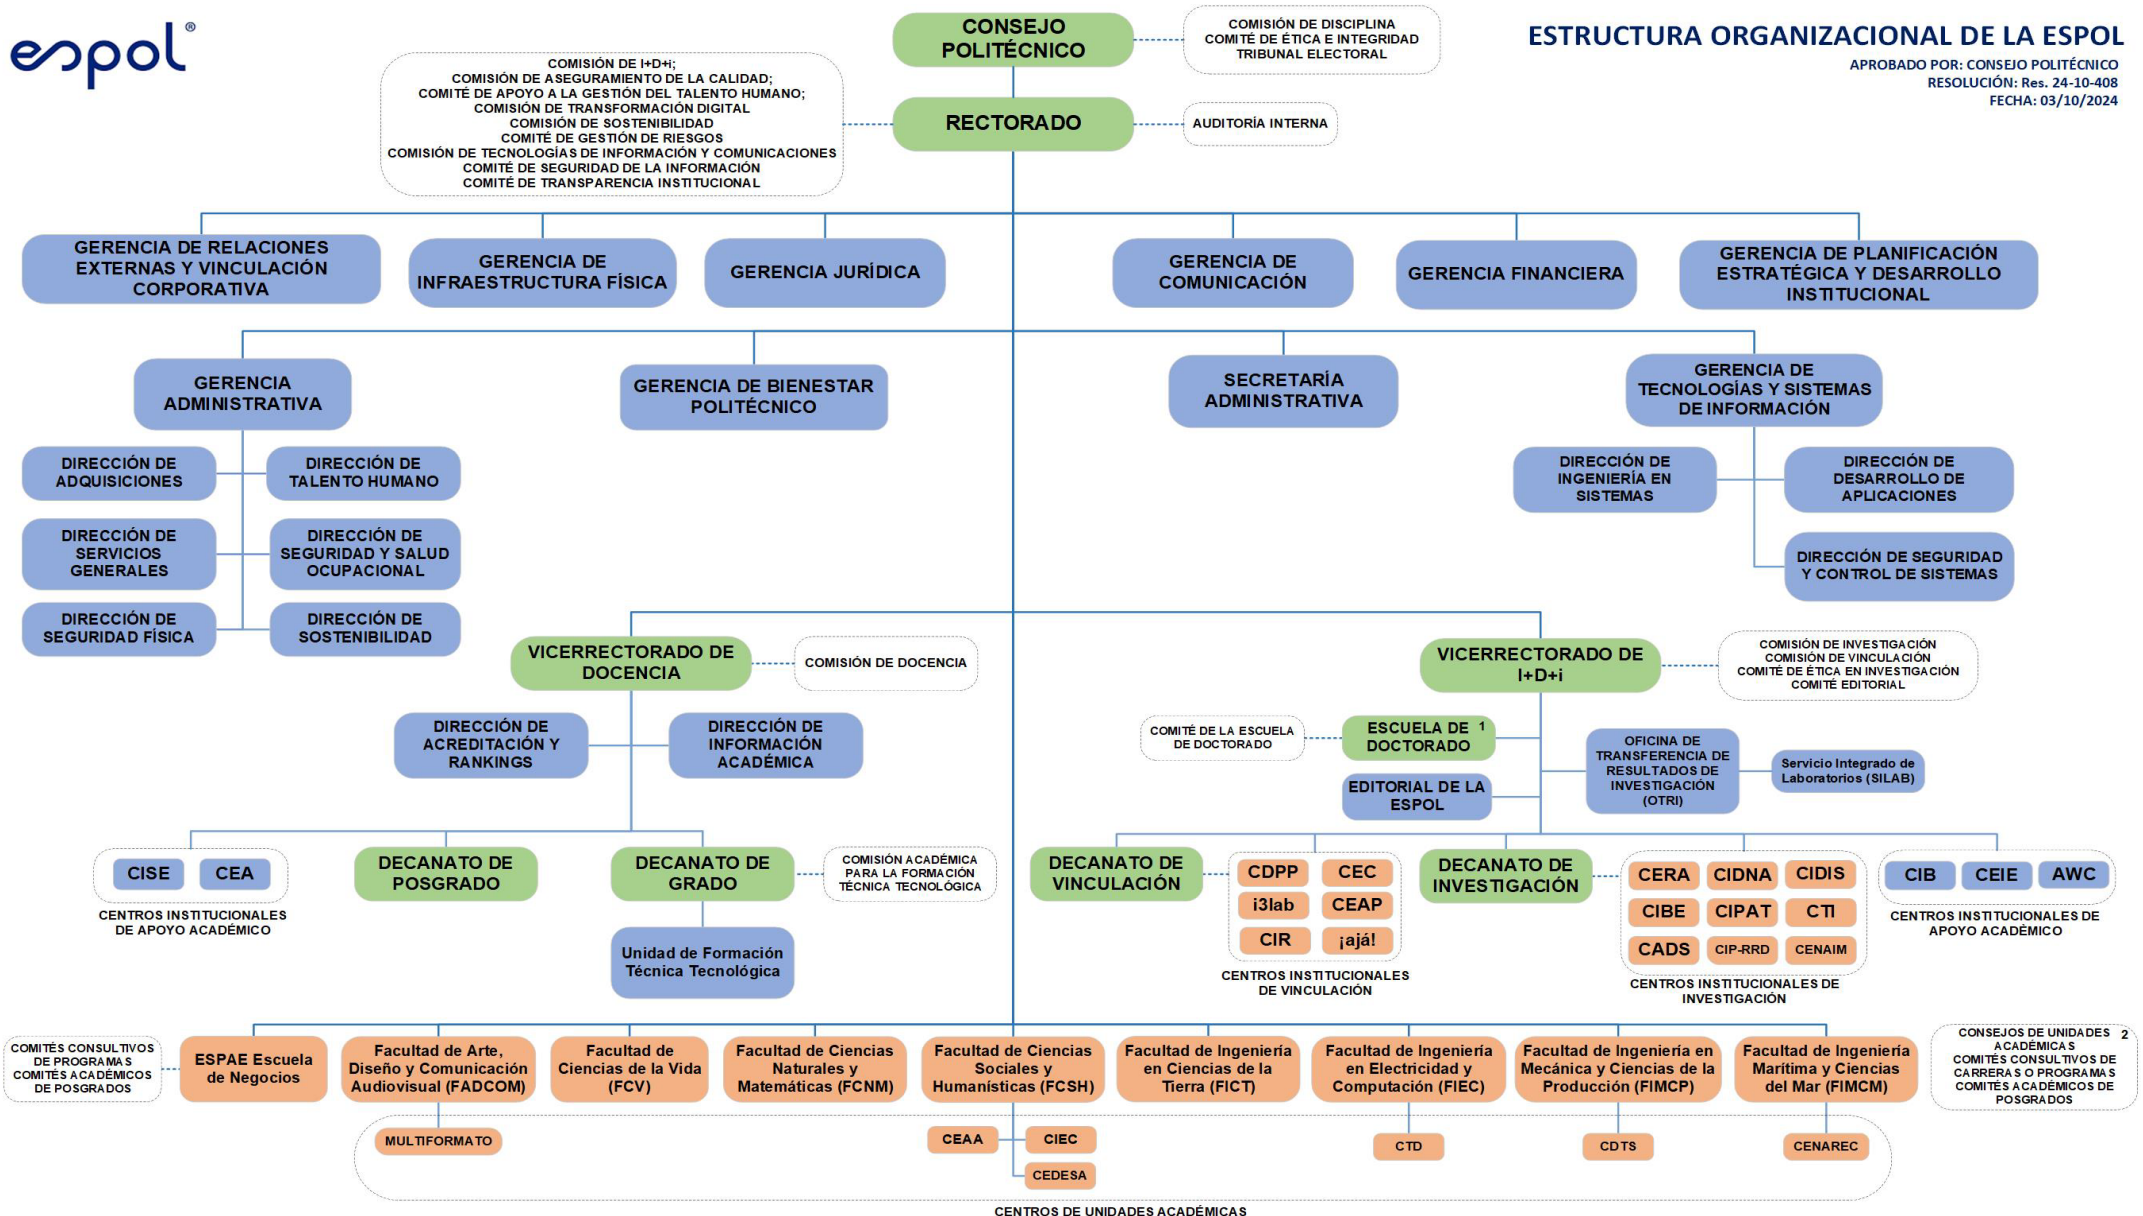 espol®
ESTRUCTURA ORGANIZACIONAL DE LA ESPOL
APROBADO POR: CONSEJO POLITÉCNICO
RESOLUCIÓN: Res. 24-10-408
FECHA: 03/10/2024
CONSEJO
POLITÉCNICO
COMISIÓN DE DISCIPLINA
COMITÉ DE ÉTICA E INTEGRIDAD
TRIBUNAL ELECTORAL
COMISIÓN DE I+D+i;
COMISIÓN DE ASEGURAMIENTO DE LA CALIDAD;
COMITÉ DE APOYO A LA GESTIÓN DEL TALENTO HUMANO;
COMISIÓN DE TRANSFORMACIÓN DIGITAL
COMISIÓN DE SOSTENIBILIDAD
COMITÉ DE GESTIÓN DE RIESGOS
COMISIÓN DE TECNOLOGÍAS DE INFORMACIÓN Y COMUNICACIONES
COMITÉ DE SEGURIDAD DE LA INFORMACIÓN
COMITÉ DE TRANSPARENCIA INSTITUCIONAL
RECTORADO
AUDITORÍA INTERNA
GERENCIA DE RELACIONES
EXTERNAS Y VINCULACIÓN
CORPORATIVA
GERENCIA DE
INFRAESTRUCTURA FÍSICA
GERENCIA JURÍDICA
GERENCIA DE
COMUNICACIÓN
GERENCIA FINANCIERA
GERENCIA DE PLANIFICACIÓN
ESTRATÉGICA Y DESARROLLO
INSTITUCIONAL
GERENCIA
ADMINISTRATIVA
GERENCIA DE BIENESTAR
POLITÉCNICO
SECRETARÍA
ADMINISTRATIVA
GERENCIA DE
TECNOLOGÍAS Y SISTEMAS
DE INFORMACIÓN
DIRECCIÓN DE
ADQUISICIONES
DIRECCIÓN DE
TALENTO HUMANO
DIRECCIÓN DE
SERVICIOS
GENERALES
DIRECCIÓN DE
SEGURIDAD Y SALUD
OCUPACIONAL
DIRECCIÓN DE
SEGURIDAD FÍSICA
DIRECCIÓN DE
SOSTENIBILIDAD
DIRECCIÓN DE
INGENIERÍA EN
SISTEMAS
DIRECCIÓN DE
DESARROLLO DE
APLICACIONES
DIRECCIÓN DE SEGURIDAD
Y CONTROL DE SISTEMAS
VICERRECTORADO DE
DOCENCIA
COMISIÓN DE DOCENCIA
VICERRECTORADO DE
I+D+i
COMISIÓN DE INVESTIGACIÓN
COMISIÓN DE VINCULACIÓN
COMITÉ DE ÉTICA EN INVESTIGACIÓN
COMITÉ EDITORIAL
DIRECCIÓN DE
ACREDITACIÓN Y
RANKINGS
DIRECCIÓN DE
INFORMACIÓN
ACADÉMICA
COMITÉ DE LA ESCUELA
DE DOCTORADO
ESCUELA DE 1
DOCTORADO
EDITORIAL DE LA
ESPOL
OFICINA DE
TRANSFERENCIA DE
RESULTADOS DE
INVESTIGACIÓN
(OTRI)
Servicio Integrado de
Laboratorios (SILAB)
CISE
CEA
CENTROS INSTITUCIONALES
DE APOYO ACADÉMICO
DECANATO DE
POSGRADO
DECANATO DE
GRADO
COMISIÓN ACADÉMICA
PARA LA FORMACIÓN
TÉCNICA TECNOLÓGICA
Unidad de Formación
Técnica Tecnológica
DECANATO DE
VINCULACIÓN
CDPP
CEC
i3lab
CEAP
CIR
¡ajá!
CENTROS INSTITUCIONALES
DE VINCULACIÓN
DECANATO DE
INVESTIGACIÓN
CERA
CIDNA
CIDIS
CIBE
CIPAT
CTI
CADS
CIP-RRD
CENAIM
CENTROS INSTITUCIONALES DE
INVESTIGACIÓN
CIB
CEIE
AWC
CENTROS INSTITUCIONALES DE
APOYO ACADÉMICO
COMITÉS CONSULTIVOS
DE PROGRAMAS
COMITÉS ACADÉMICOS
DE POSGRADOS
ESPAE Escuela
de Negocios
Facultad de Arte,
Diseño y Comunicación
Audiovisual (FADCOM)
Facultad de
Ciencias de la Vida
(FCV)
Facultad de Ciencias
Naturales y
Matemáticas (FCNM)
Facultad de Ciencias
Sociales y
Humanísticas (FCSH)
Facultad de Ingeniería
en Ciencias de la
Tierra (FICT)
Facultad de Ingeniería
en Electricidad y
Computación (FIEC)
Facultad de Ingeniería en
Mecánica y Ciencias de la
Producción (FIMCP)
Facultad de Ingeniería
Marítima y Ciencias
del Mar (FIMCM)
CONSEJOS DE UNIDADES 2
ACADÉMICAS
COMITÉS CONSULTIVOS DE
CARRERAS O PROGRAMAS
COMITÉS ACADÉMICOS DE
POSGRADOS
MULTIFORMATO
CEAA
CIEC
CEDESA
CTD
CDTS
CENAREC
CENTROS DE UNIDADES ACADÉMICAS